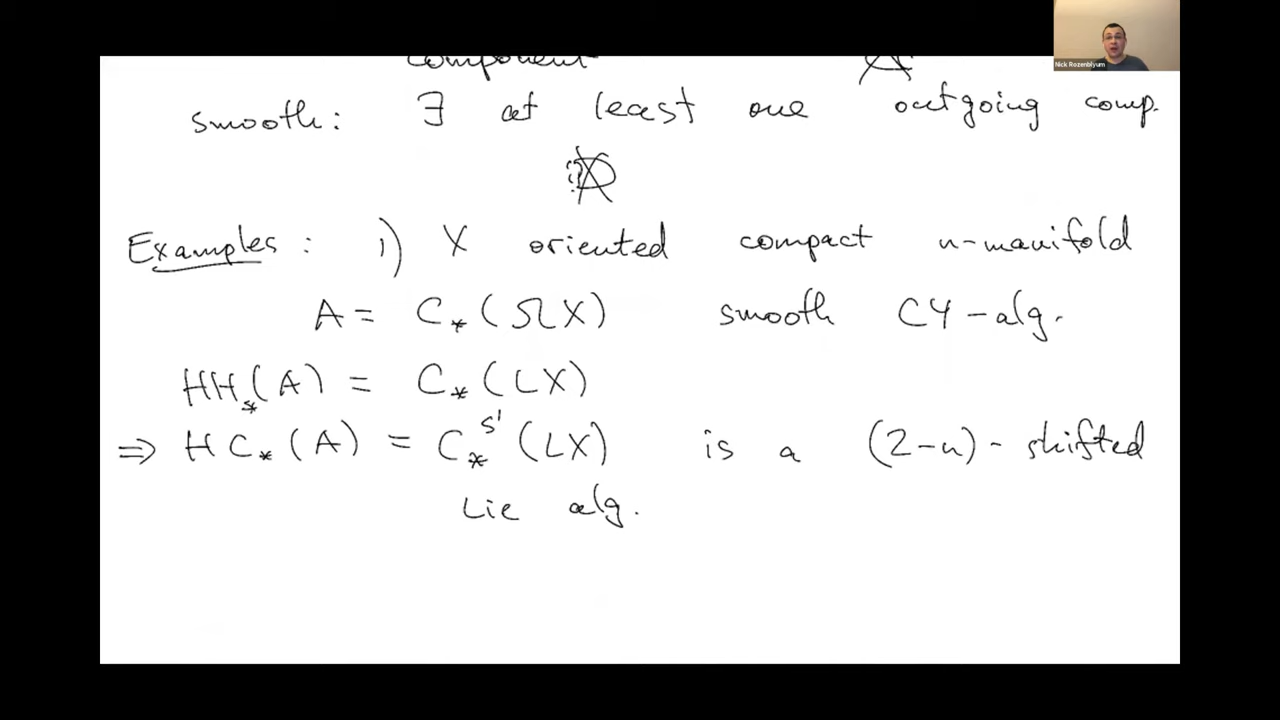 component
Nick Rozenblyum
smooth: ∃ at least one outgoing comp.
Examples: 1) X oriented compact n-manifold
A = C_*(ΩX) smooth CY-alg.
HH_*(A) = C_*(LX)
⇒ HC_*(A) = C_*^{S^1}(LX) is a (2-n)-shifted
Lie alg.